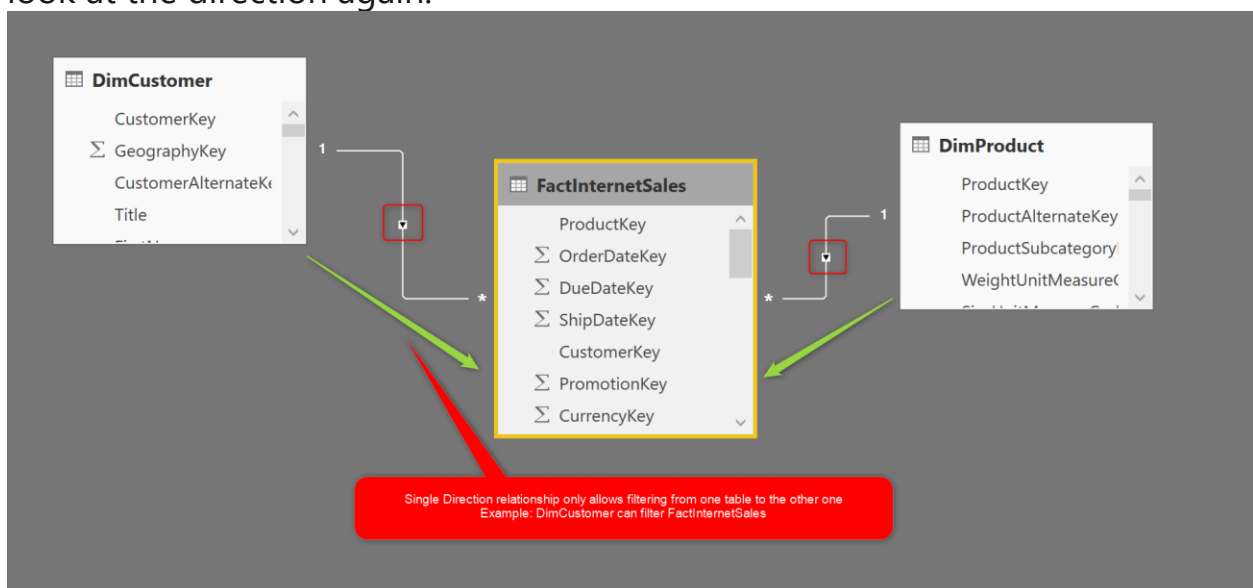 look at the direction again.
DimCustomer
CustomerKey
Σ GeographyKey
CustomerAlternateKe
Title
1
FactInternetSales
ProductKey
Σ OrderDateKey
Σ DueDateKey
Σ ShipDateKey
CustomerKey
Σ PromotionKey
Σ CurrencyKey
*
*
DimProduct
ProductKey
ProductAlternateKey
ProductSubcategory
WeightUnitMeasure
1
Single Direction relationship only allows filtering from one table to the other one
Example: DimCustomer can filter FactInternetSales